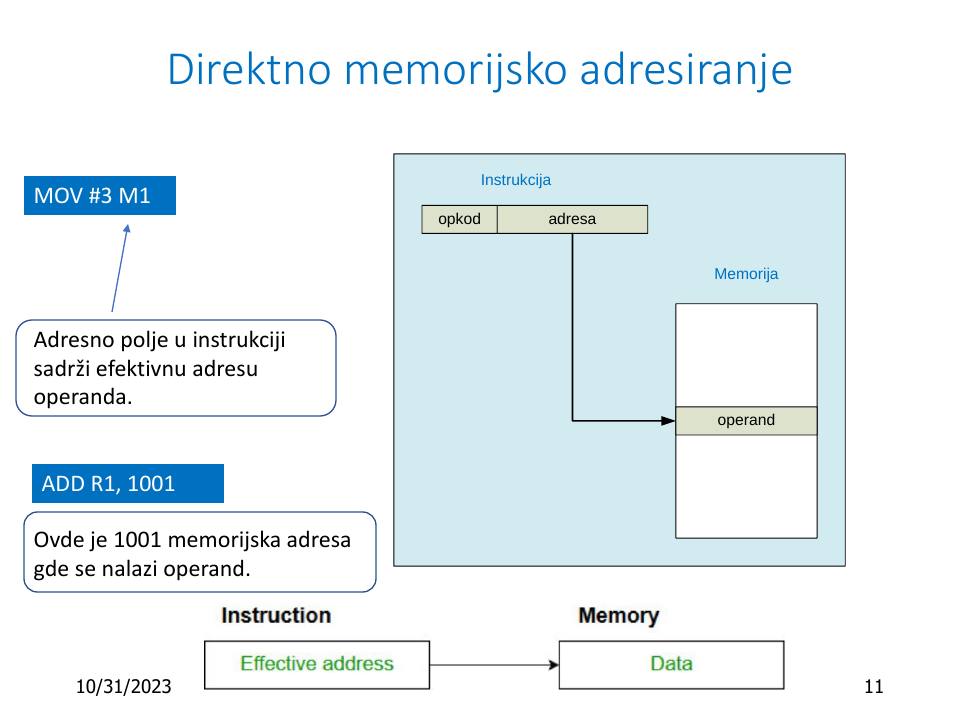 Direktno memorijsko adresiranje
MOV #3 M1
Adresno polje u instrukciji
sadrži efektivnu adresu
operanda.
ADD R1, 1001
Ovde je 1001 memorijska adresa
gde se nalazi operand.
Instrukcija
opkod adresa
Memorija
operand
Instruction Memory
Effective address Data
10/31/2023 11